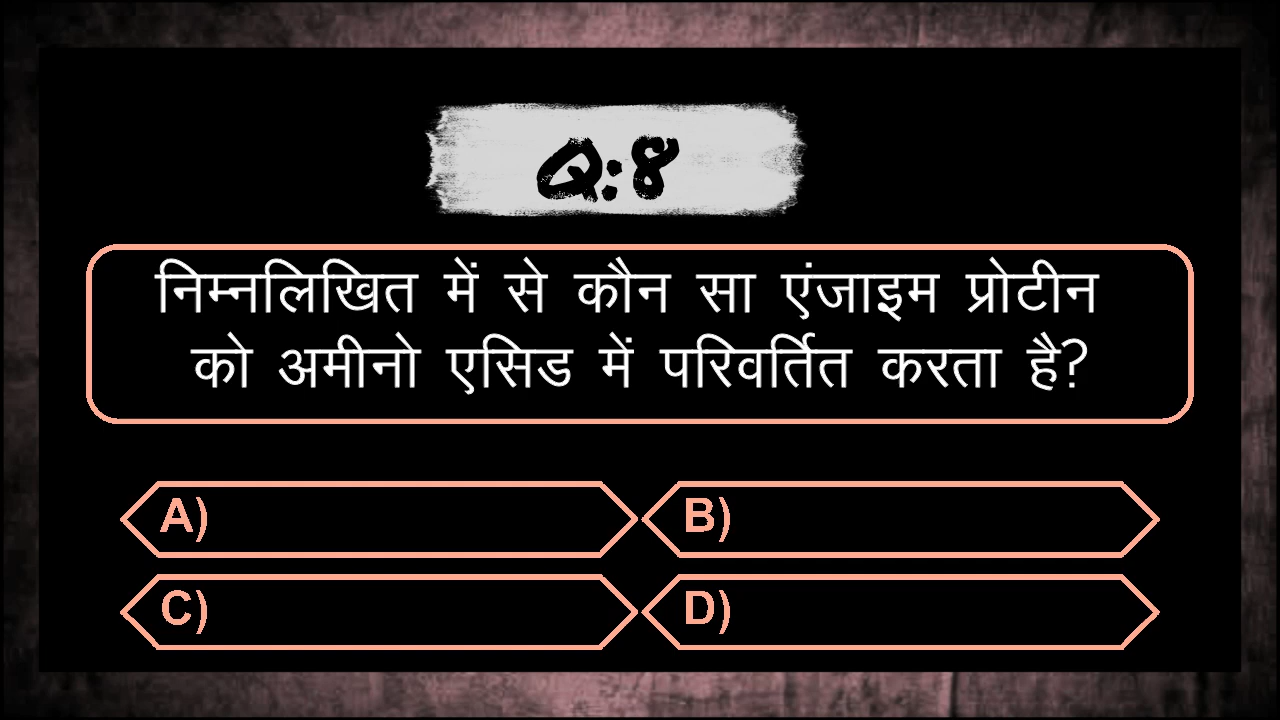 Q:8
निम्नलिखित में से कौन सा एंजाइम प्रोटीन
को अमीनो एसिड में परिवर्तित करता है?
A)
B)
C)
D)